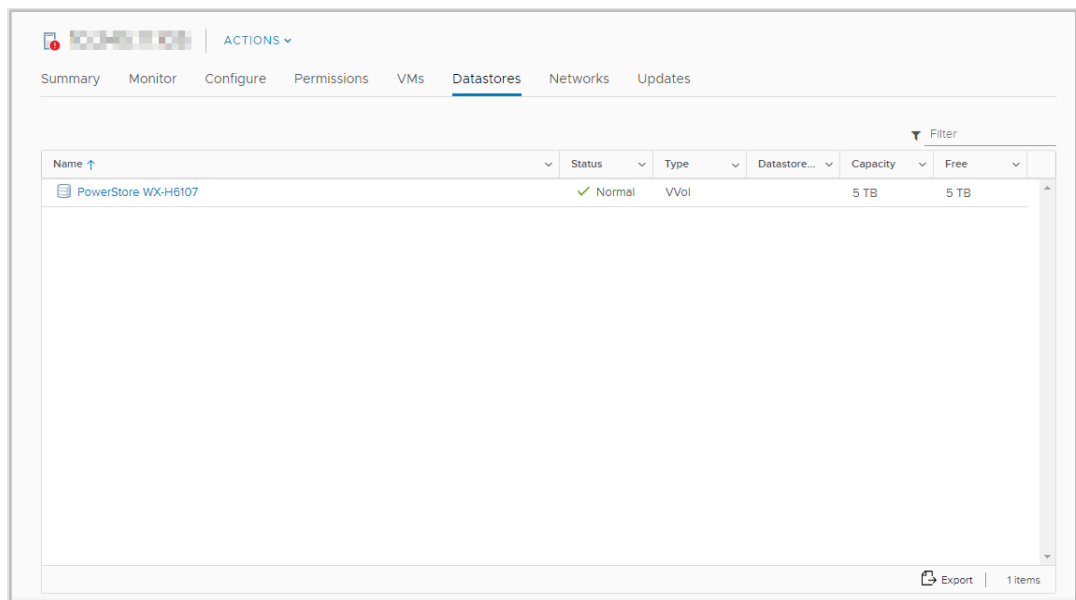 ACTIONS
Summary Monitor Configure Permissions VMs Datastores Networks Updates
Filter
Name Status Type Datastore... Capacity Free
PowerStore WX-H6107 Normal VVol 5 TB 5 TB
Export 1 items